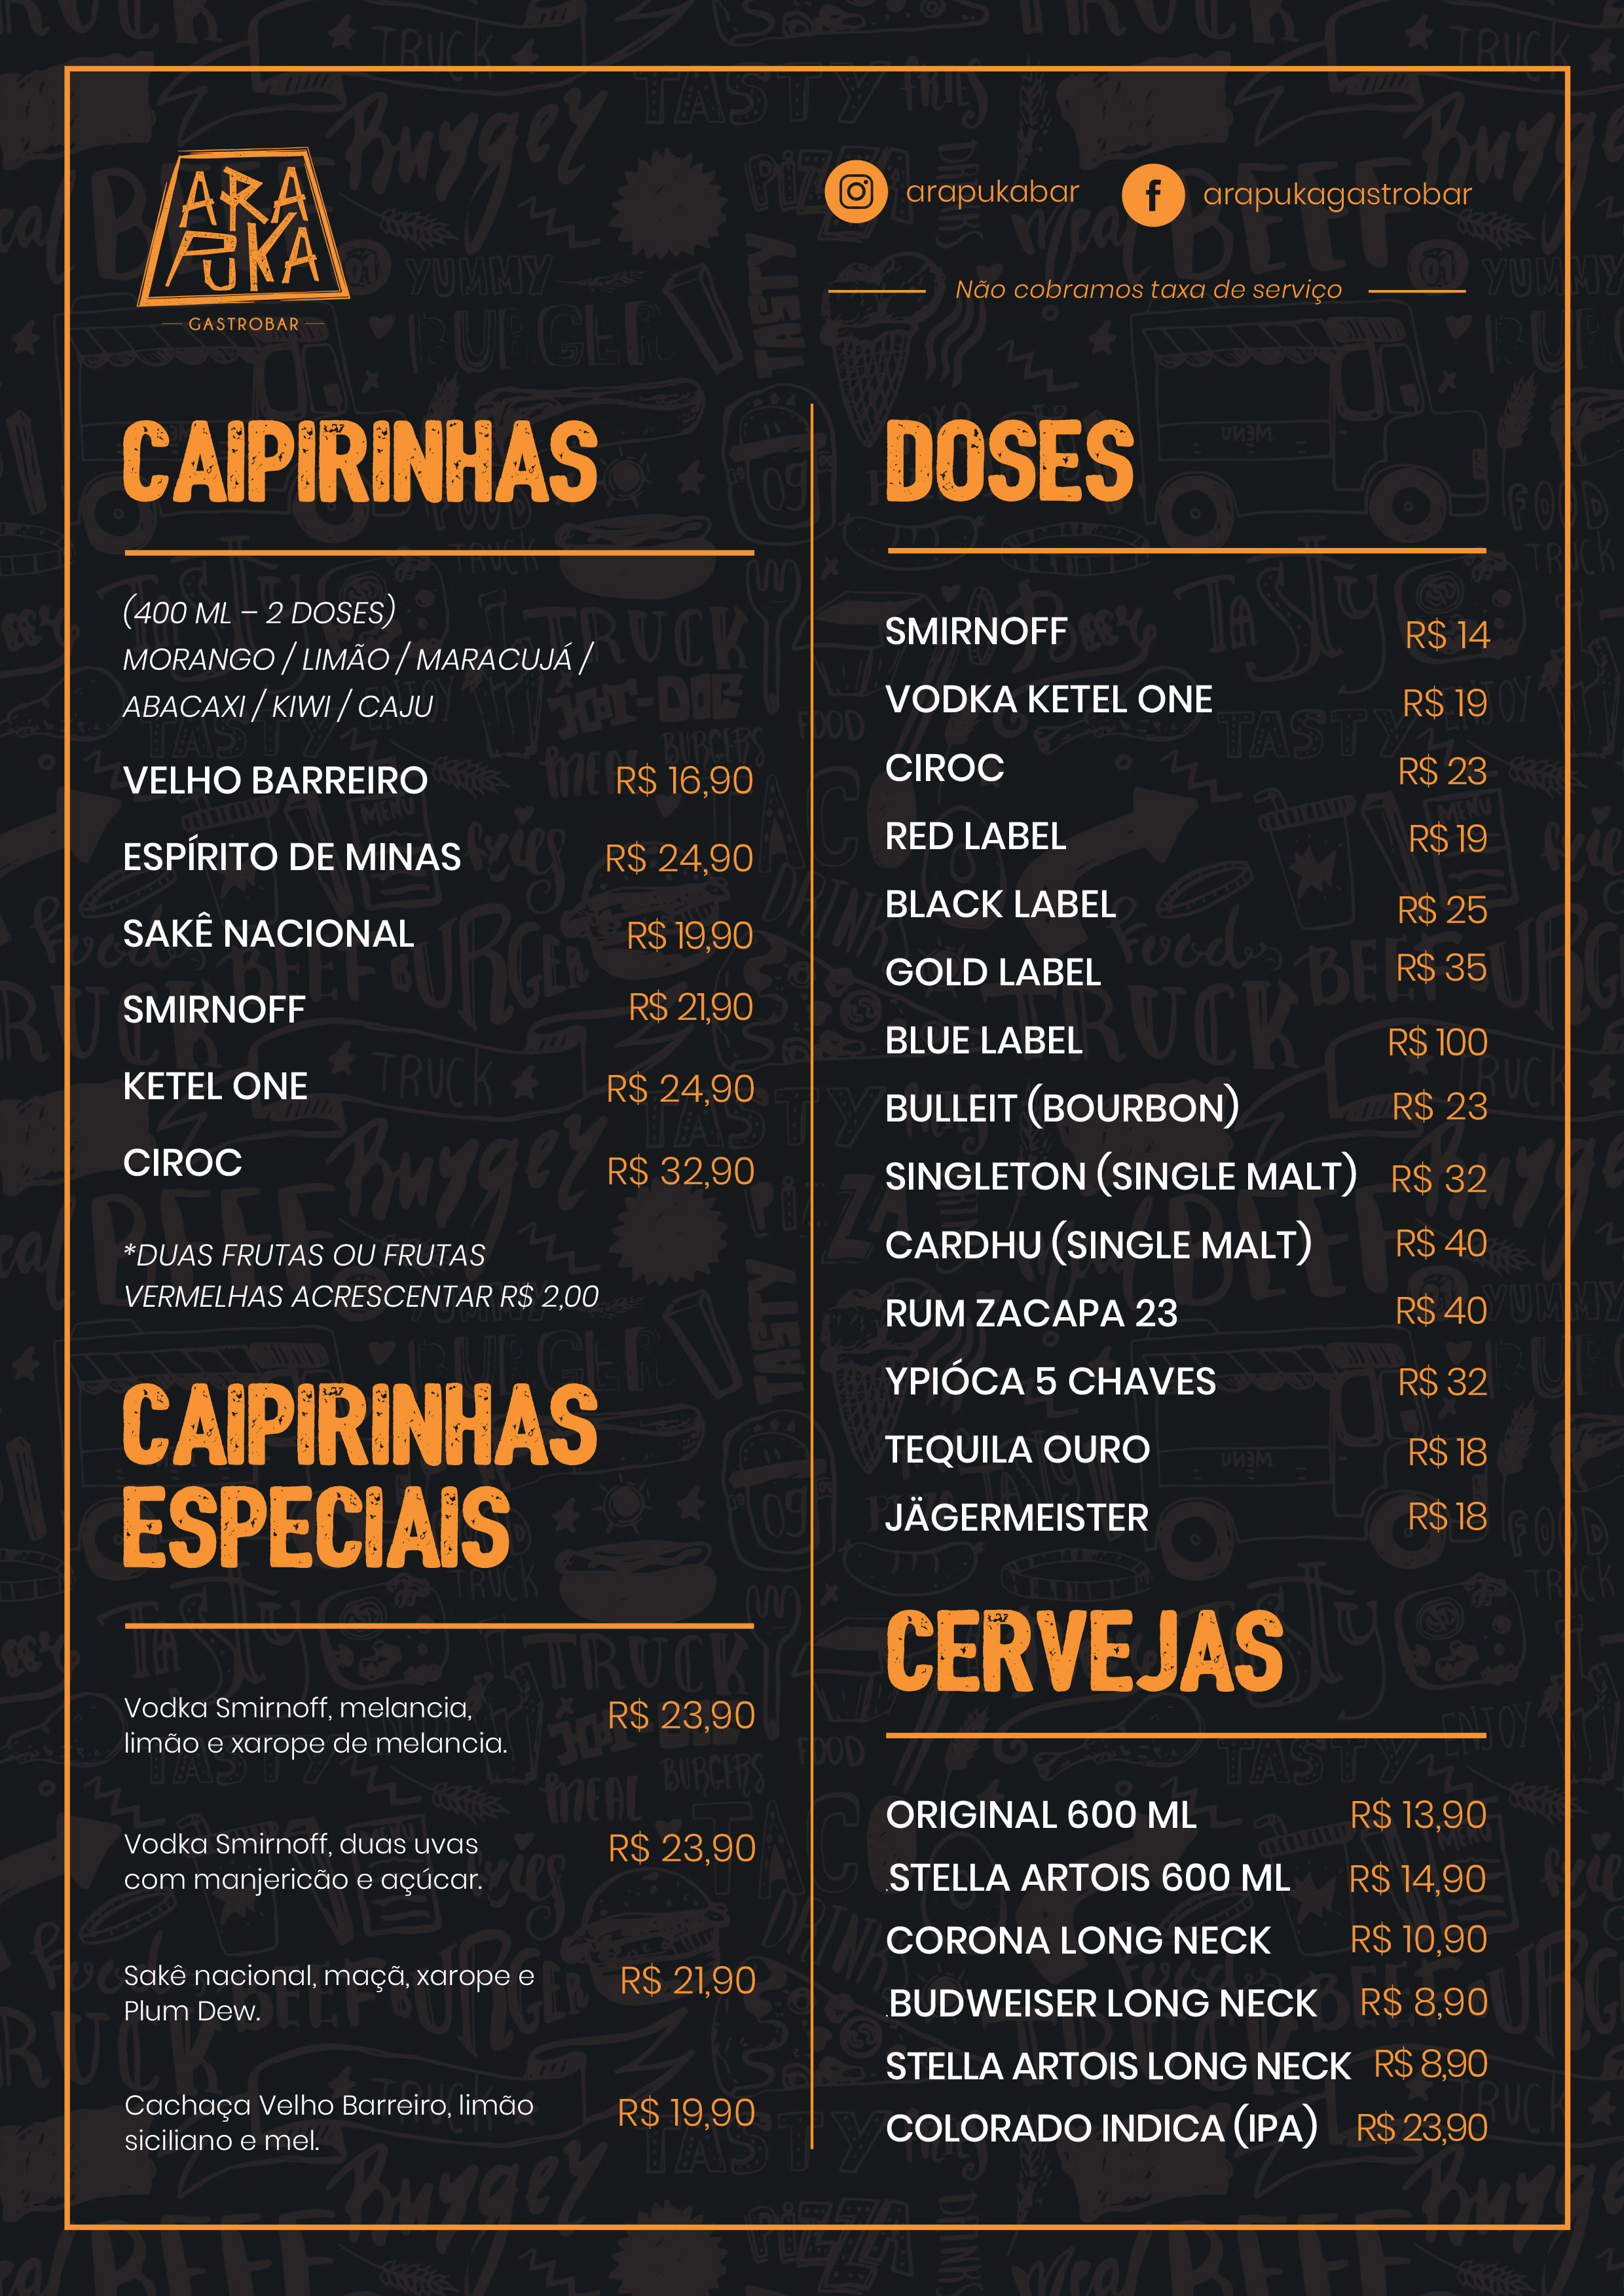 ARA
PUKÁ
GASTROBAR
arapukabar
arapukagastrobar
Não cobramos taxa de serviço
CAIPIRINHAS
(400 ML – 2 DOSES)
MORANGO / LIMÃO / MARACUJÁ /
ABACAXI / KIWI / CAJU
VELHO BARREIRO R$ 16,90
ESPÍRITO DE MINAS R$ 24,90
SAKÊ NACIONAL R$ 19,90
SMIRNOFF R$ 21,90
KETEL ONE R$ 24,90
CIROC R$ 32,90
*DUAS FRUTAS OU FRUTAS
VERMELHAS ACRESCENTAR R$ 2,00
CAIPIRINHAS
ESPECIAIS
Vodka Smirnoff, melancia, R$ 23,90
limão e xarope de melancia.
Vodka Smirnoff, duas uvas R$ 23,90
com manjericão e açúcar.
Sakê nacional, maçã, xarope e R$ 21,90
Plum Dew.
Cachaça Velho Barreiro, limão R$ 19,90
siciliano e mel.
DOSES
SMIRNOFF R$ 14
VODKA KETEL ONE R$ 19
CIROC R$ 23
RED LABEL R$ 19
BLACK LABEL R$ 25
GOLD LABEL R$ 35
BLUE LABEL R$ 100
BULLEIT (BOURBON) R$ 23
SINGLETON (SINGLE MALT) R$ 32
CARDHU (SINGLE MALT) R$ 40
RUM ZACAPA 23 R$ 40
YPIÓCA 5 CHAVES R$ 32
TEQUILA OURO R$ 18
JÄGERMEISTER R$ 18
CERVEJAS
ORIGINAL 600 ML R$ 13,90
.STELLA ARTOIS 600 ML R$ 14,90
CORONA LONG NECK R$ 10,90
.BUDWEISER LONG NECK R$ 8,90
STELLA ARTOIS LONG NECK R$ 8,90
COLORADO INDICA (IPA) R$ 23,90